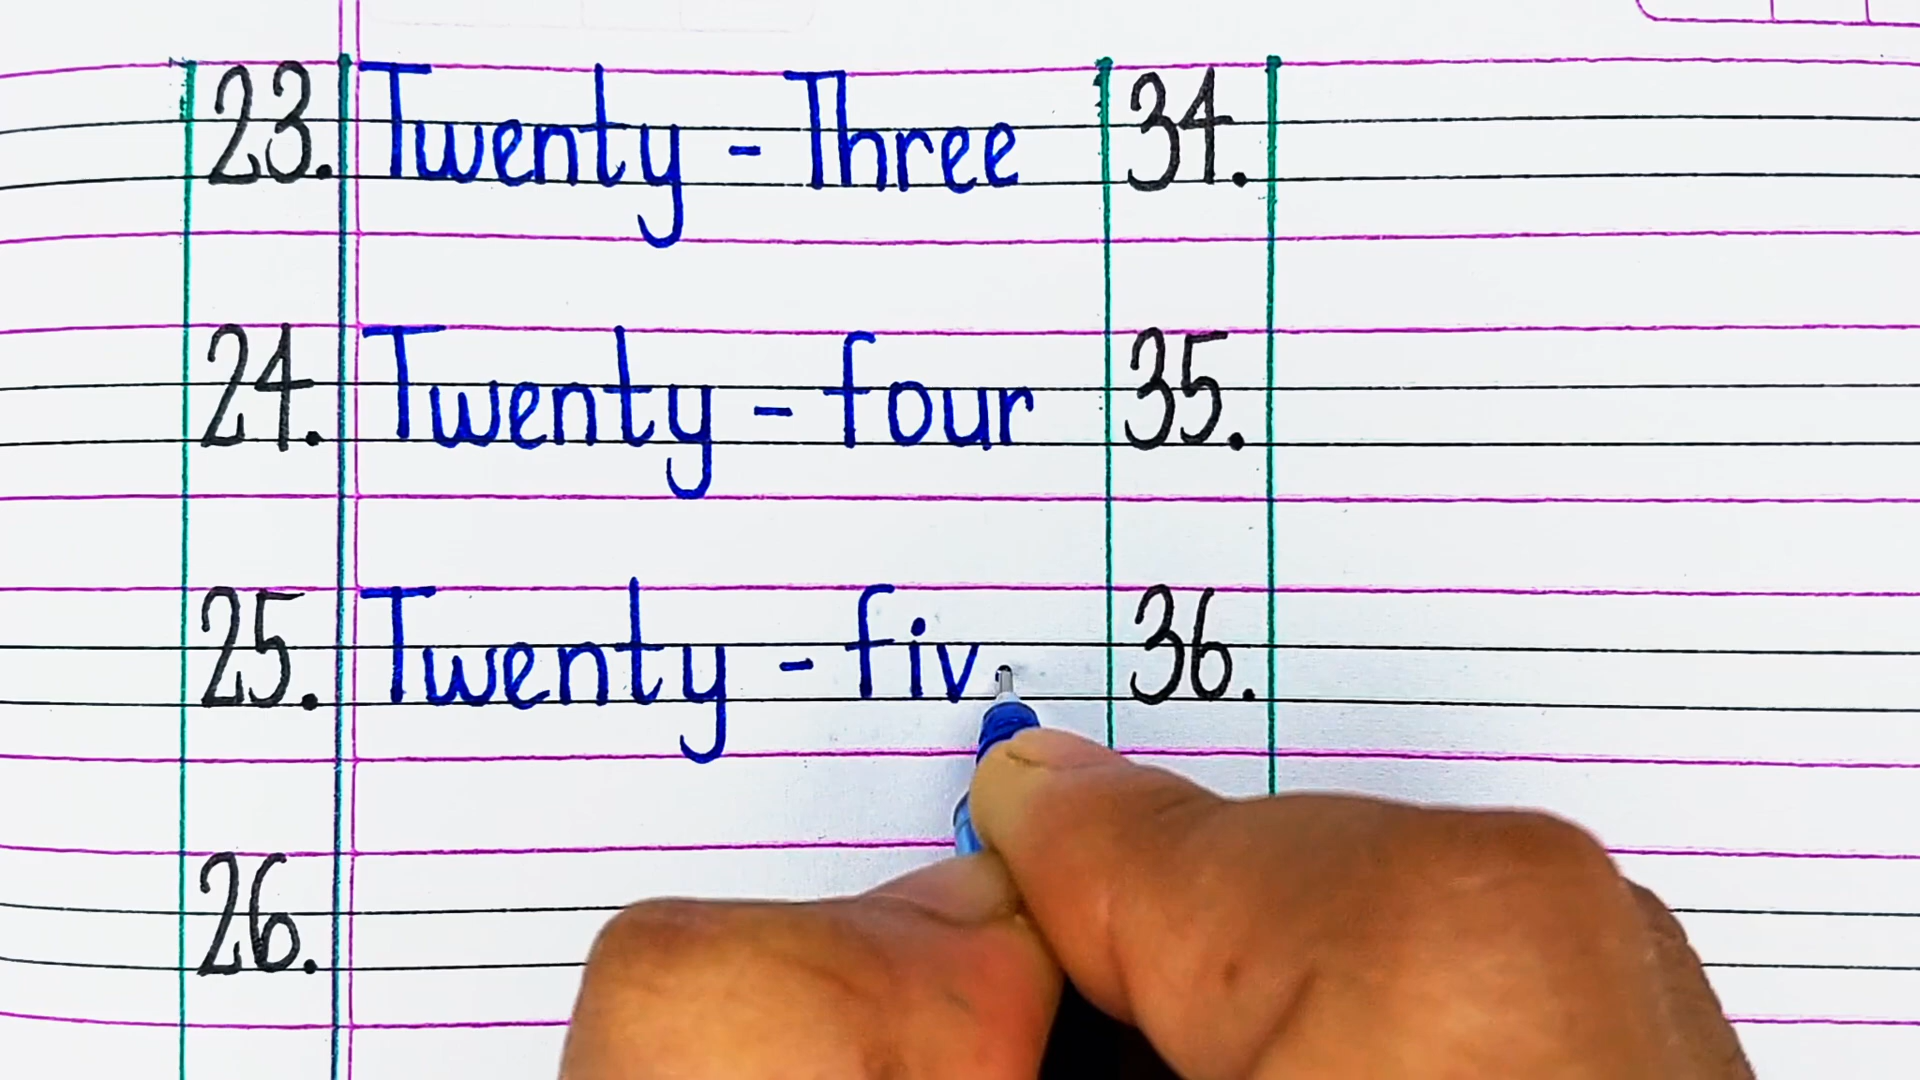 23. Twenty - Three 34.
24. Twenty - four 35.
25. Twenty - fiv 36.
26.